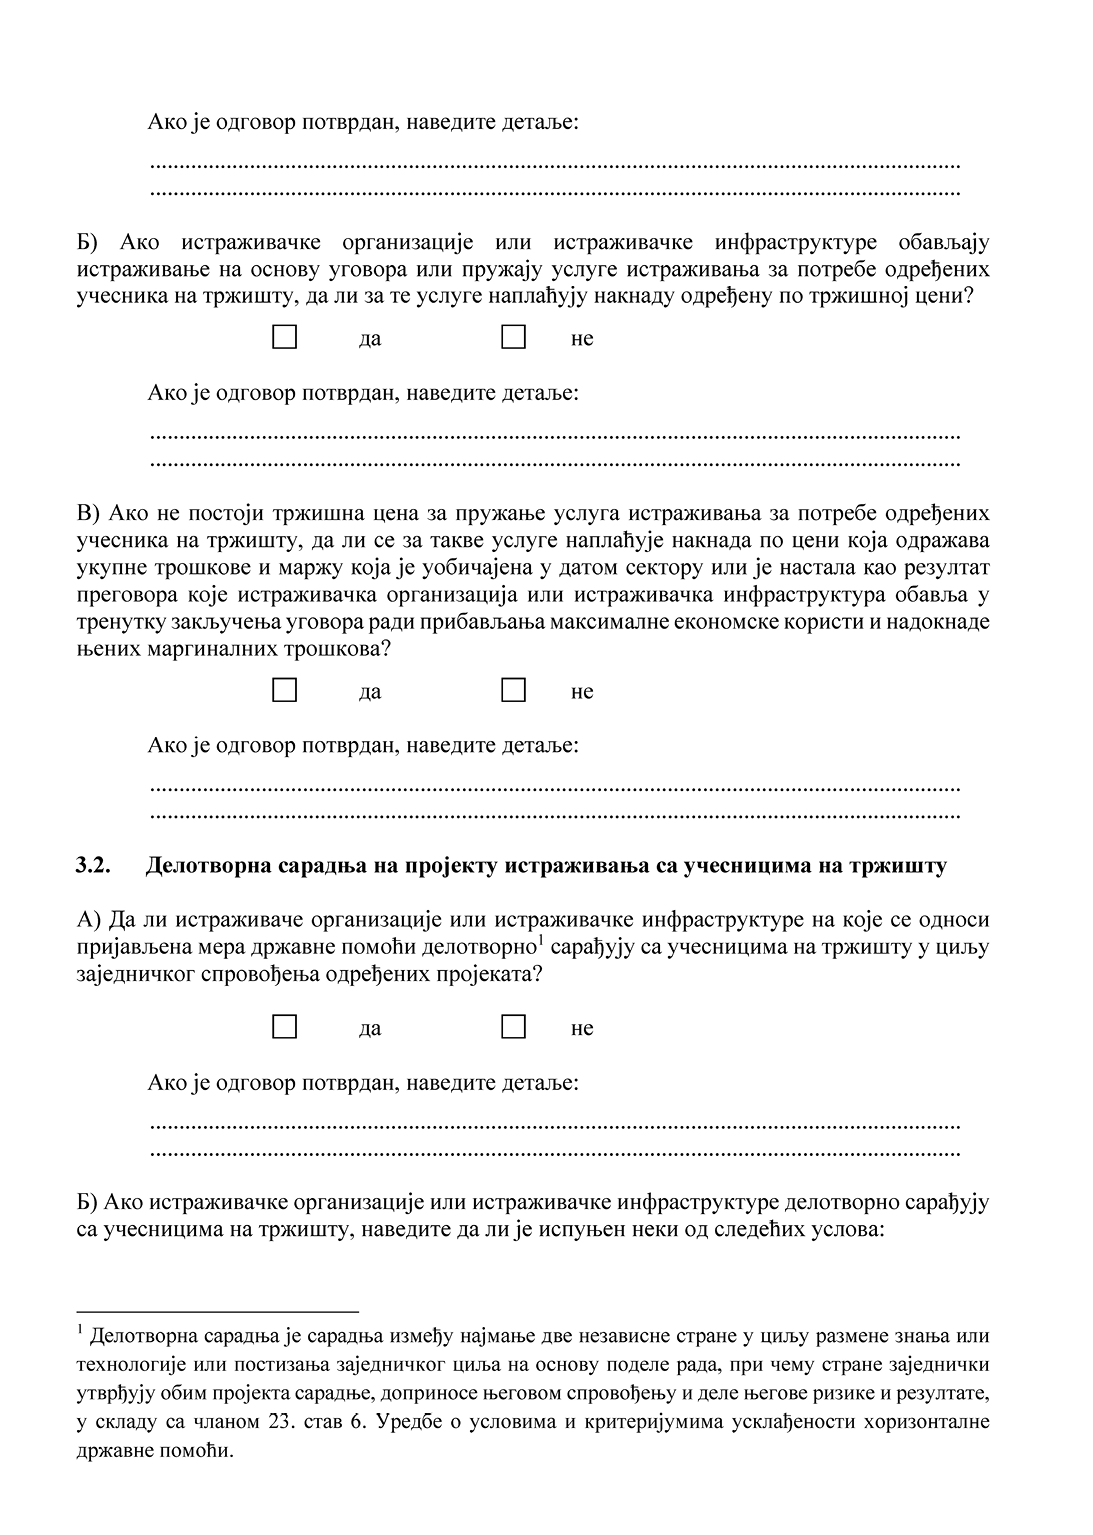 Ако је одговор потврдан, наведите детаље:
..........................................................................................................................................
..........................................................................................................................................
Б) Ако истраживачке организације или истраживачке инфраструктуре обављају
истраживање на основу уговора или пружају услуге истраживања за потребе одређених
учесника на тржишту, да ли за те услуге наплаћују накнаду одређену по тржишној цени?
да не
Ако је одговор потврдан, наведите детаље:
..........................................................................................................................................
..........................................................................................................................................
В) Ако не постоји тржишна цена за пружање услуга истраживања за потребе одређених
учесника на тржишту, да ли се за такве услуге наплаћује накнада по цени која одражава
укупне трошкове и маржу која је уобичајена у датом сектору или је настала као резултат
преговора које истраживачка организација или истраживачка инфраструктура обавља у
тренутку закључења уговора ради прибављања максималне економске користи и надокнаде
њених маргиналних трошкова?
да не
Ако је одговор потврдан, наведите детаље:
..........................................................................................................................................
..........................................................................................................................................
3.2. Делотворна сарадња на пројекту истраживања са учесницима на тржишту
А) Да ли истраживаче организације или истраживачке инфраструктуре на које се односи
пријављена мера државне помоћи делотворно¹ сарађују са учесницима на тржишту у циљу
заједничког спровођења одређених пројеката?
да не
Ако је одговор потврдан, наведите детаље:
..........................................................................................................................................
..........................................................................................................................................
Б) Ако истраживачке организације или истраживачке инфраструктуре делотворно сарађују
са учесницима на тржишту, наведите да ли је испуњен неки од следећих услова:
¹ Делотворна сарадња је сарадња између најмање две независне стране у циљу размене знања или
технологије или постизања заједничког циља на основу поделе рада, при чему стране заједнички
утврђују обим пројекта сарадње, доприносе његовом спровођењу и деле његове ризике и резултате,
у складу са чланом 23. став 6. Уредбе о условима и критеријумима усклађености хоризонталне
државне помоћи.